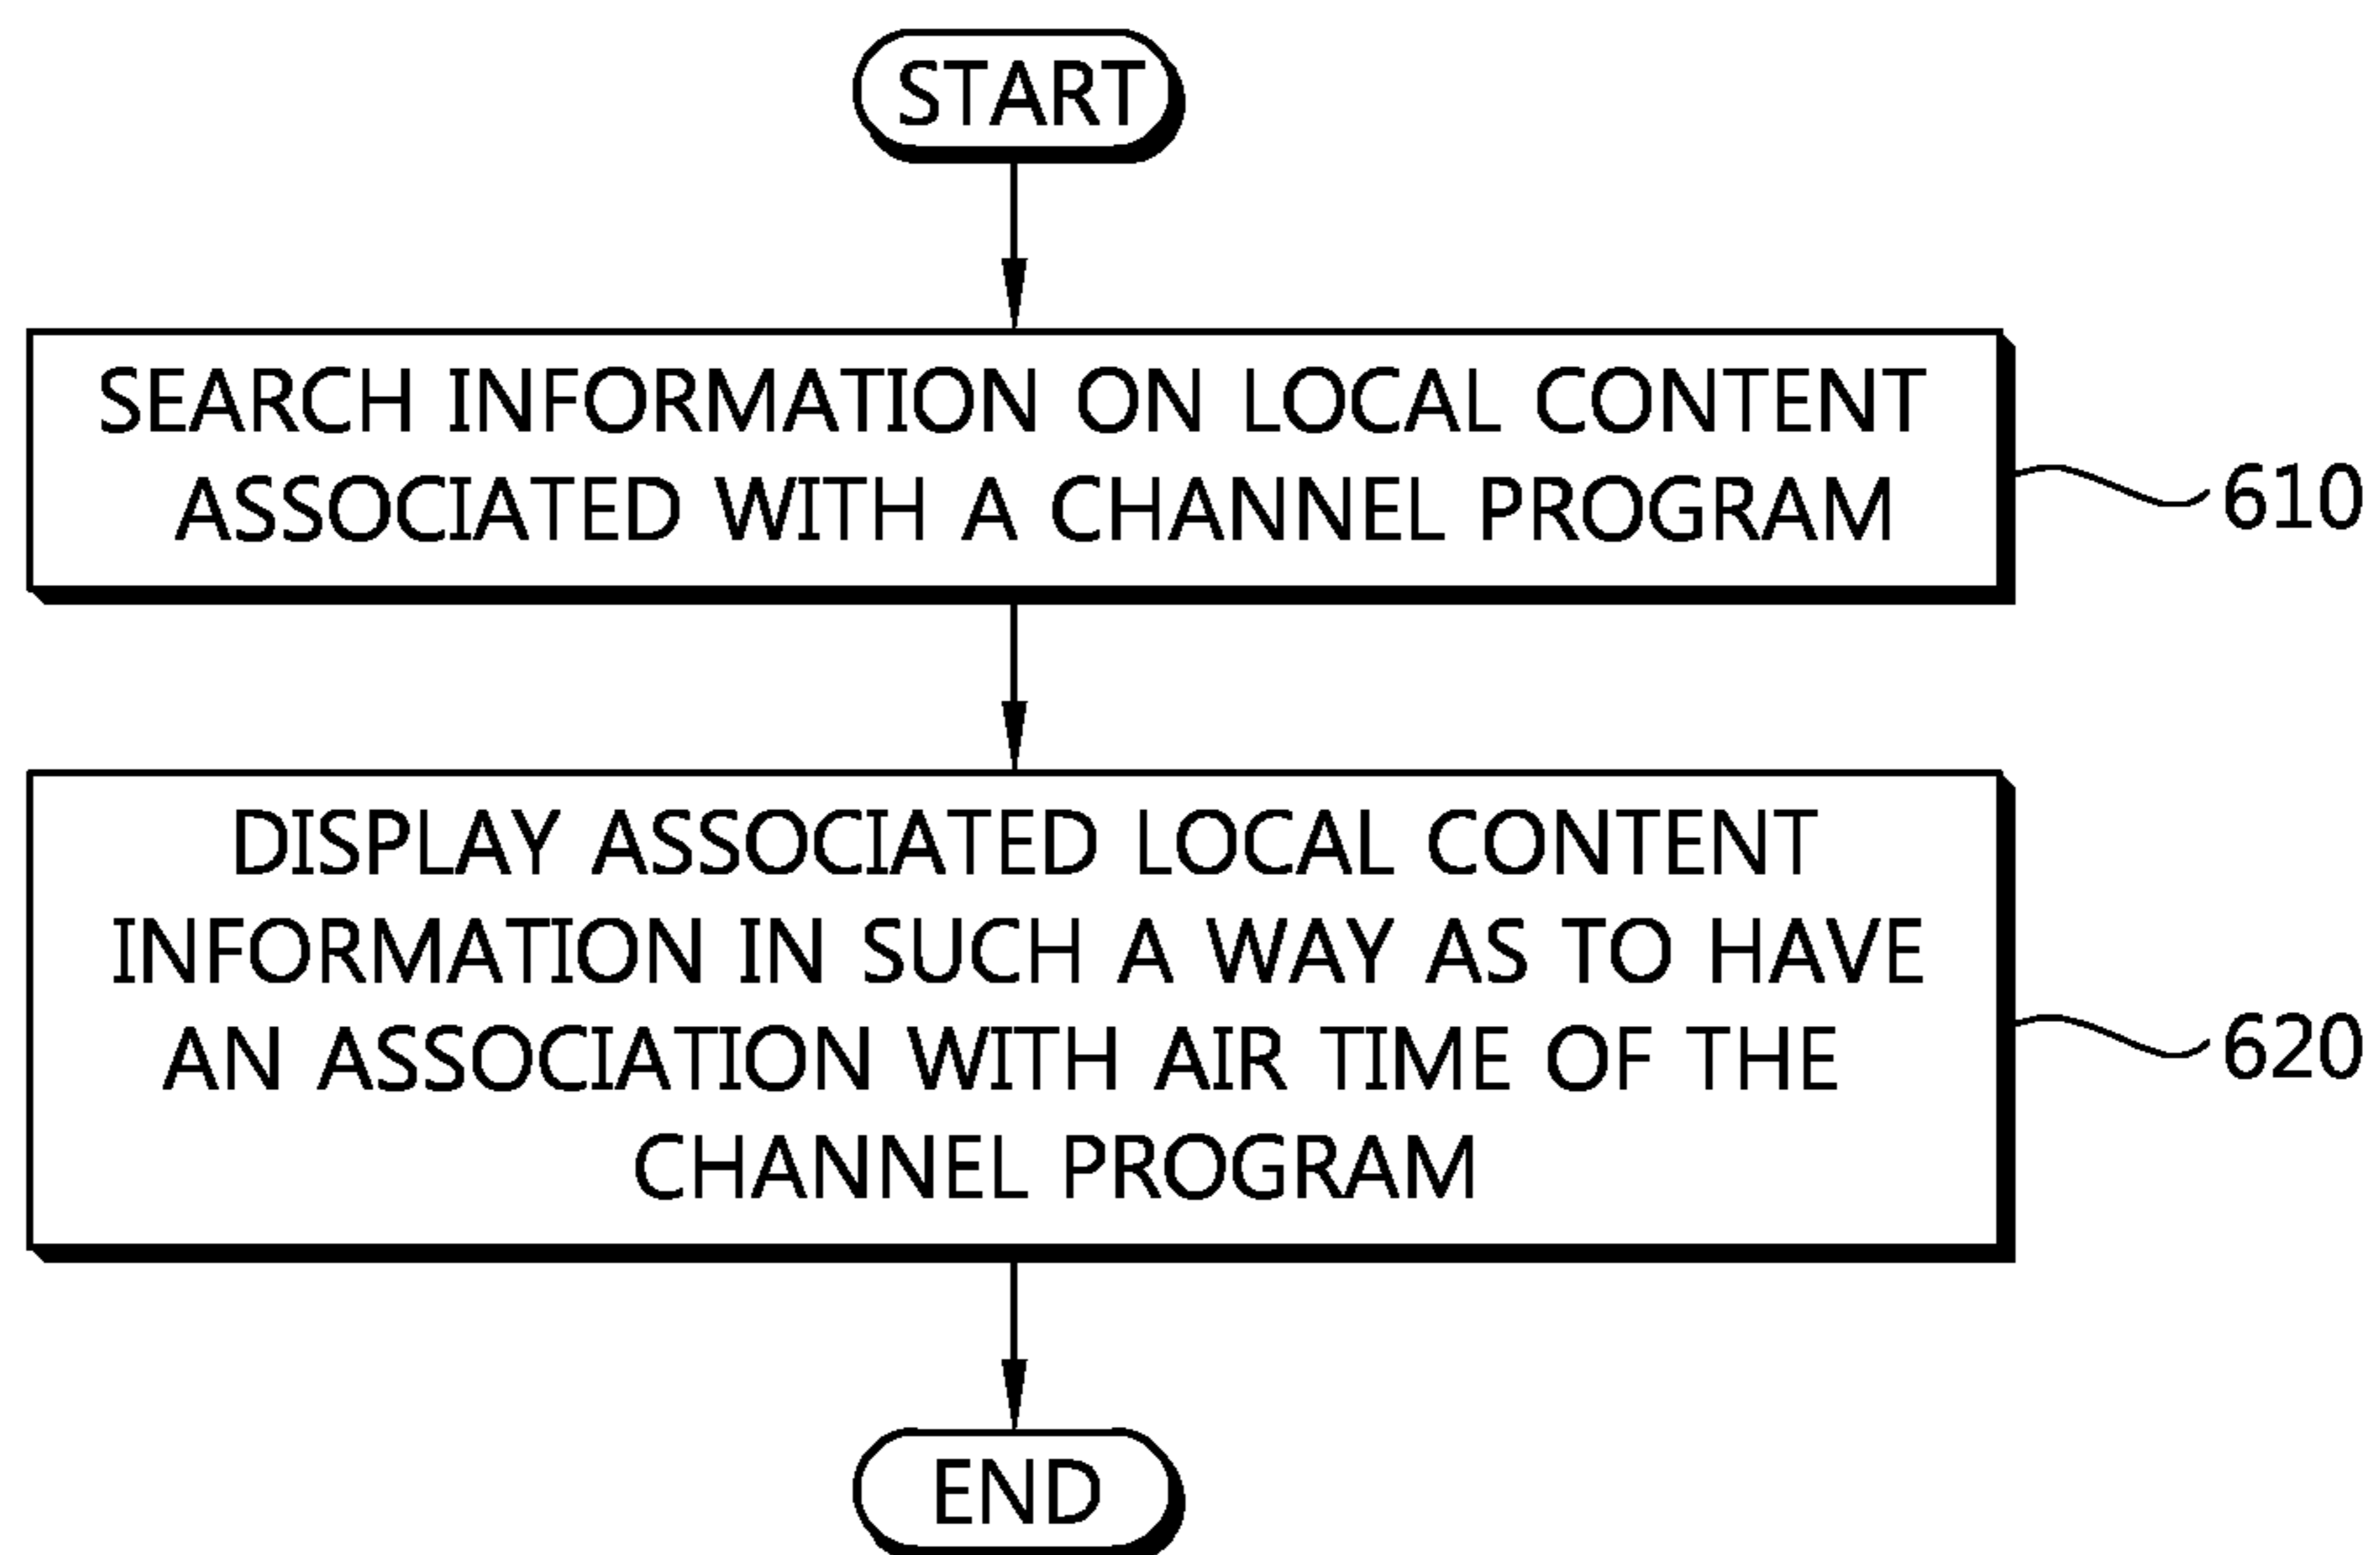 START
SEARCH INFORMATION ON LOCAL CONTENT
ASSOCIATED WITH A CHANNEL PROGRAM
610
DISPLAY ASSOCIATED LOCAL CONTENT
INFORMATION IN SUCH A WAY AS TO HAVE
AN ASSOCIATION WITH AIR TIME OF THE
CHANNEL PROGRAM
620
END